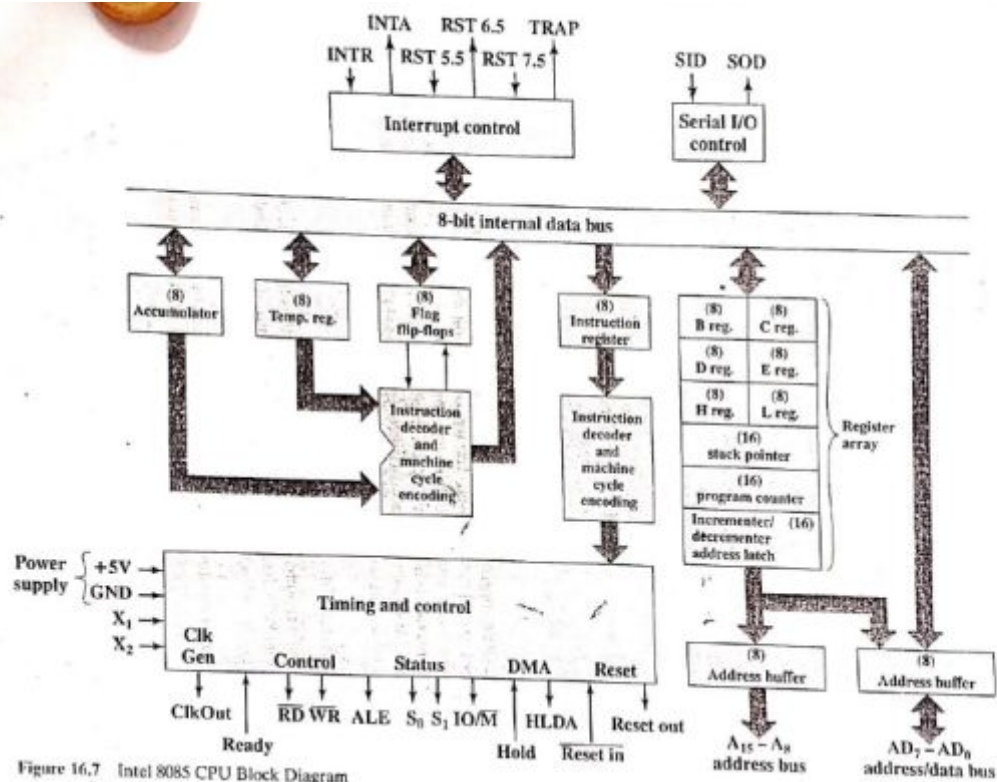 INTA RST 6.5 TRAP
INTR RST 5.5 RST 7.5
SID SOD
Interrupt control
Serial I/O
control
8-bit internal data bus
(8)
Accumulator
(8)
Temp. reg.
(8)
Flag
flip-flops
(8)
Instruction
register
(8)
B reg.
(8)
C reg.
(8)
D reg.
(8)
E reg.
(8)
H reg.
(8)
L reg.
(16)
stack pointer
(16)
program counter
Incrementer/ (16)
decrementer
address latch
Register
array
Instruction
decoder
and
machine
cycle
encoding
Instruction
decoder
and
machine
cycle
encoding
Power
supply
+5V
GND
X₁
X₂
Timing and control
Clk
Gen
Control
Status
DMA
Reset
ClkOut
Ready
R̅D̅ W̅R̅ ALE S₀ S₁ IO/M̅
Hold
HLDA
R̅e̅s̅e̅t̅ i̅n̅
Reset out
(8)
Address buffer
(8)
Address buffer
A₁₅ – A₈
address bus
AD₇ – AD₀
address/data bus
Figure 16.7 Intel 8085 CPU Block Diagram